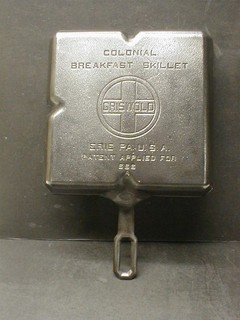 COLONIAL
BREAKFAST SKILLET
GRISWOLD
ERIE PA. U.S.A.
PATENT APPLIED FOR
666